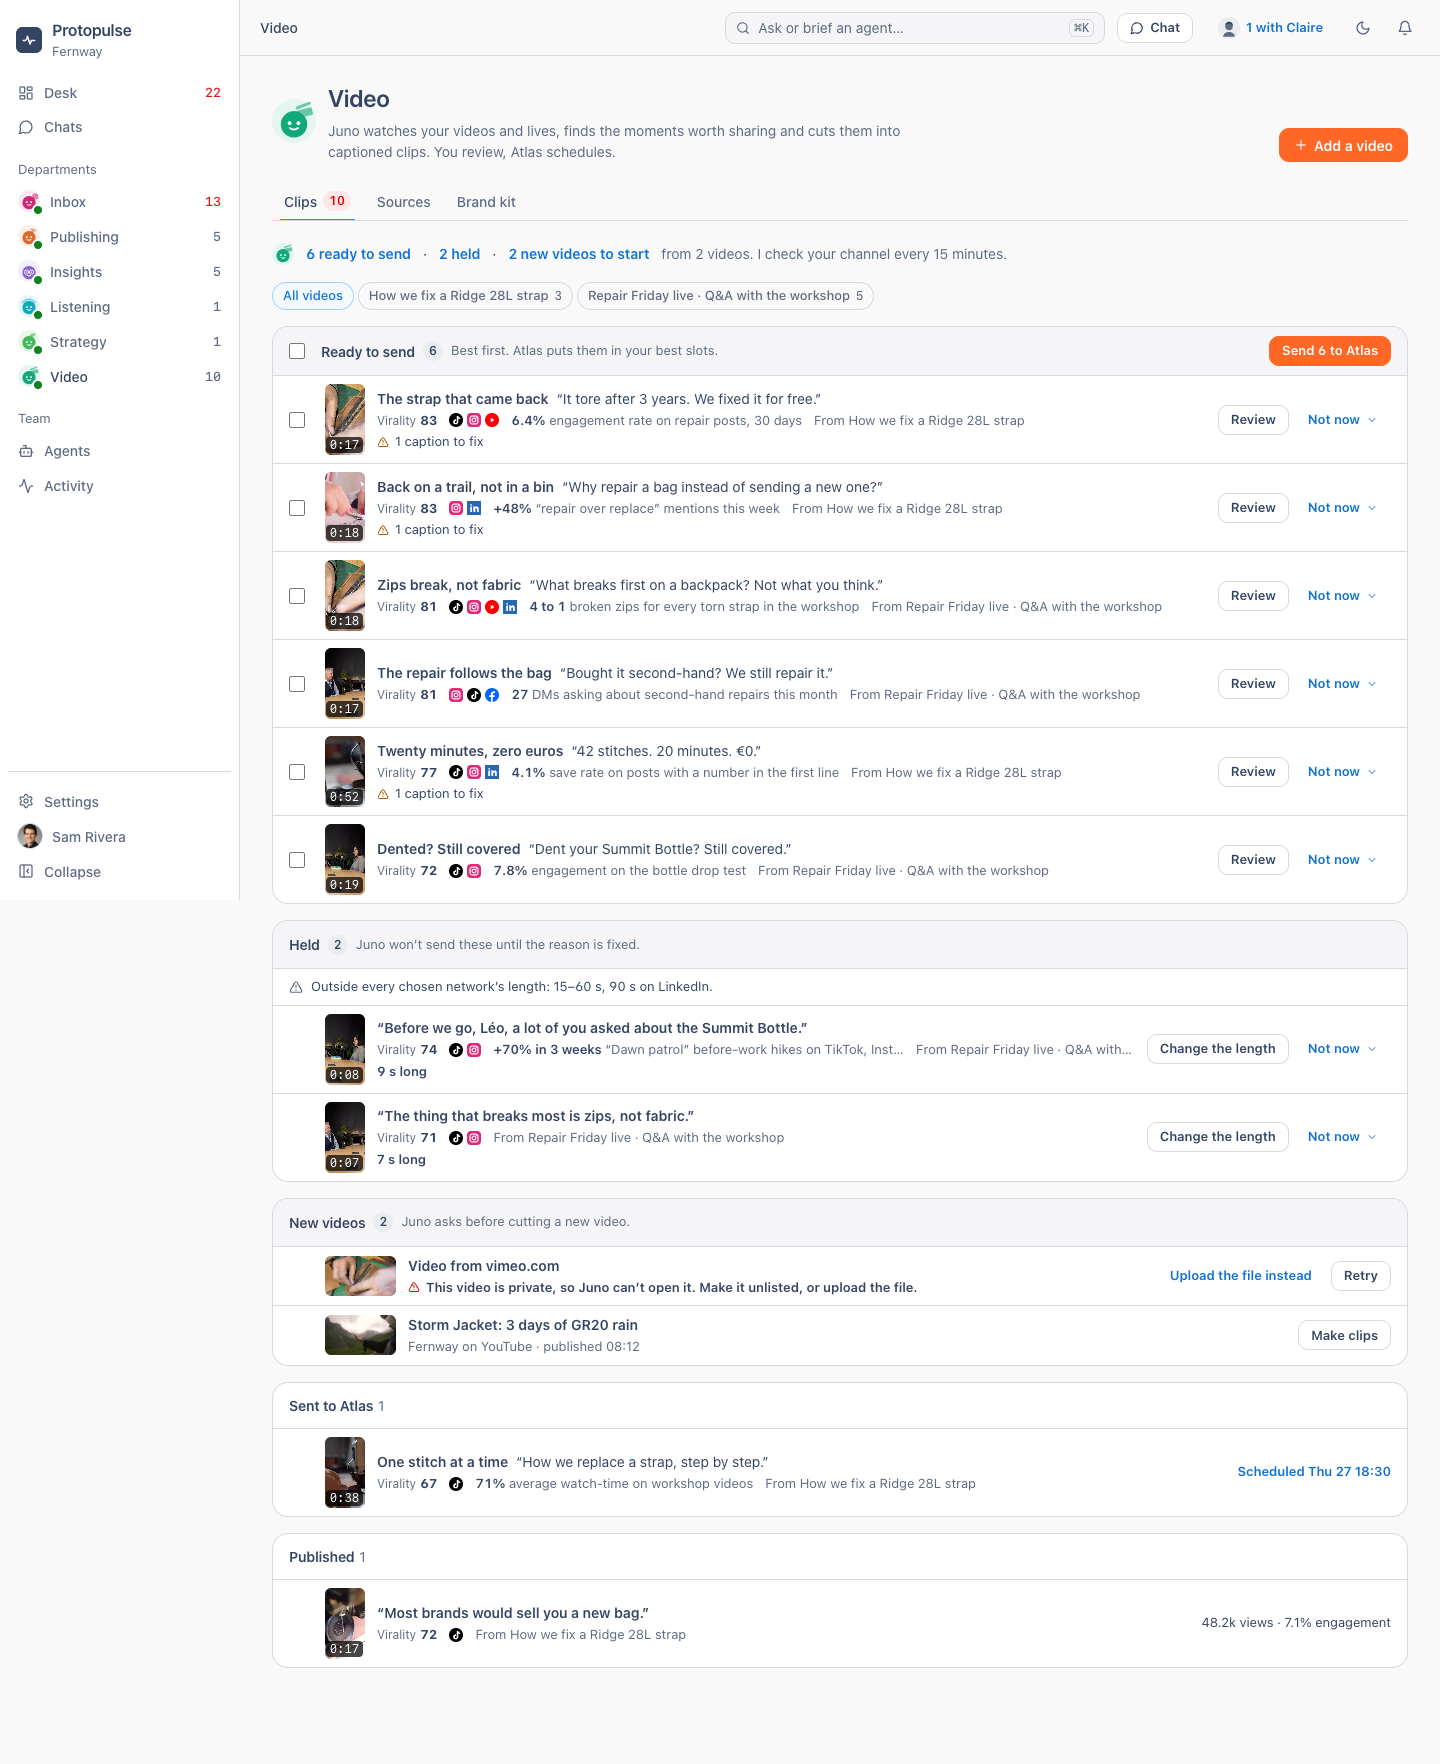 Protopulse
Fernway
Desk 22
Chats
Departments
Inbox 13
Publishing 5
Insights 5
Listening 1
Strategy 1
Video 10
Team
Agents
Activity
Settings
Sam Rivera
Collapse
Video
Ask or brief an agent… ⌘K
Chat
1 with Claire
Video
Juno watches your videos and lives, finds the moments worth sharing and cuts them into
captioned clips. You review, Atlas schedules.
+ Add a video
Clips 10 Sources Brand kit
6 ready to send · 2 held · 2 new videos to start from 2 videos. I check your channel every 15 minutes.
All videos How we fix a Ridge 28L strap 3 Repair Friday live · Q&A with the workshop 5
Ready to send 6 Best first. Atlas puts them in your best slots. Send 6 to Atlas
The strap that came back “It tore after 3 years. We fixed it for free.”
Virality 83 6.4% engagement rate on repair posts, 30 days From How we fix a Ridge 28L strap
1 caption to fix
0:17
Review Not now
Back on a trail, not in a bin “Why repair a bag instead of sending a new one?”
Virality 83 +48% “repair over replace” mentions this week From How we fix a Ridge 28L strap
1 caption to fix
0:18
Review Not now
Zips break, not fabric “What breaks first on a backpack? Not what you think.”
Virality 81 4 to 1 broken zips for every torn strap in the workshop From Repair Friday live · Q&A with the workshop
0:18
Review Not now
The repair follows the bag “Bought it second-hand? We still repair it.”
Virality 81 27 DMs asking about second-hand repairs this month From Repair Friday live · Q&A with the workshop
0:17
Review Not now
Twenty minutes, zero euros “42 stitches. 20 minutes. €0.”
Virality 77 4.1% save rate on posts with a number in the first line From How we fix a Ridge 28L strap
1 caption to fix
0:52
Review Not now
Dented? Still covered “Dent your Summit Bottle? Still covered.”
Virality 72 7.8% engagement on the bottle drop test From Repair Friday live · Q&A with the workshop
0:19
Review Not now
Held 2 Juno won’t send these until the reason is fixed.
Outside every chosen network’s length: 15–60 s, 90 s on LinkedIn.
“Before we go, Léo, a lot of you asked about the Summit Bottle.”
Virality 74 +70% in 3 weeks “Dawn patrol” before-work hikes on TikTok, Inst… From Repair Friday live · Q&A with…
9 s long
0:08
Change the length Not now
“The thing that breaks most is zips, not fabric.”
Virality 71 From Repair Friday live · Q&A with the workshop
7 s long
0:07
Change the length Not now
New videos 2 Juno asks before cutting a new video.
Video from vimeo.com
This video is private, so Juno can’t open it. Make it unlisted, or upload the file.
Upload the file instead Retry
Storm Jacket: 3 days of GR20 rain
Fernway on YouTube · published 08:12
Make clips
Sent to Atlas 1
One stitch at a time “How we replace a strap, step by step.”
Virality 67 71% average watch-time on workshop videos From How we fix a Ridge 28L strap
0:38
Scheduled Thu 27 18:30
Published 1
“Most brands would sell you a new bag.”
Virality 72 From How we fix a Ridge 28L strap
0:17
48.2k views · 7.1% engagement